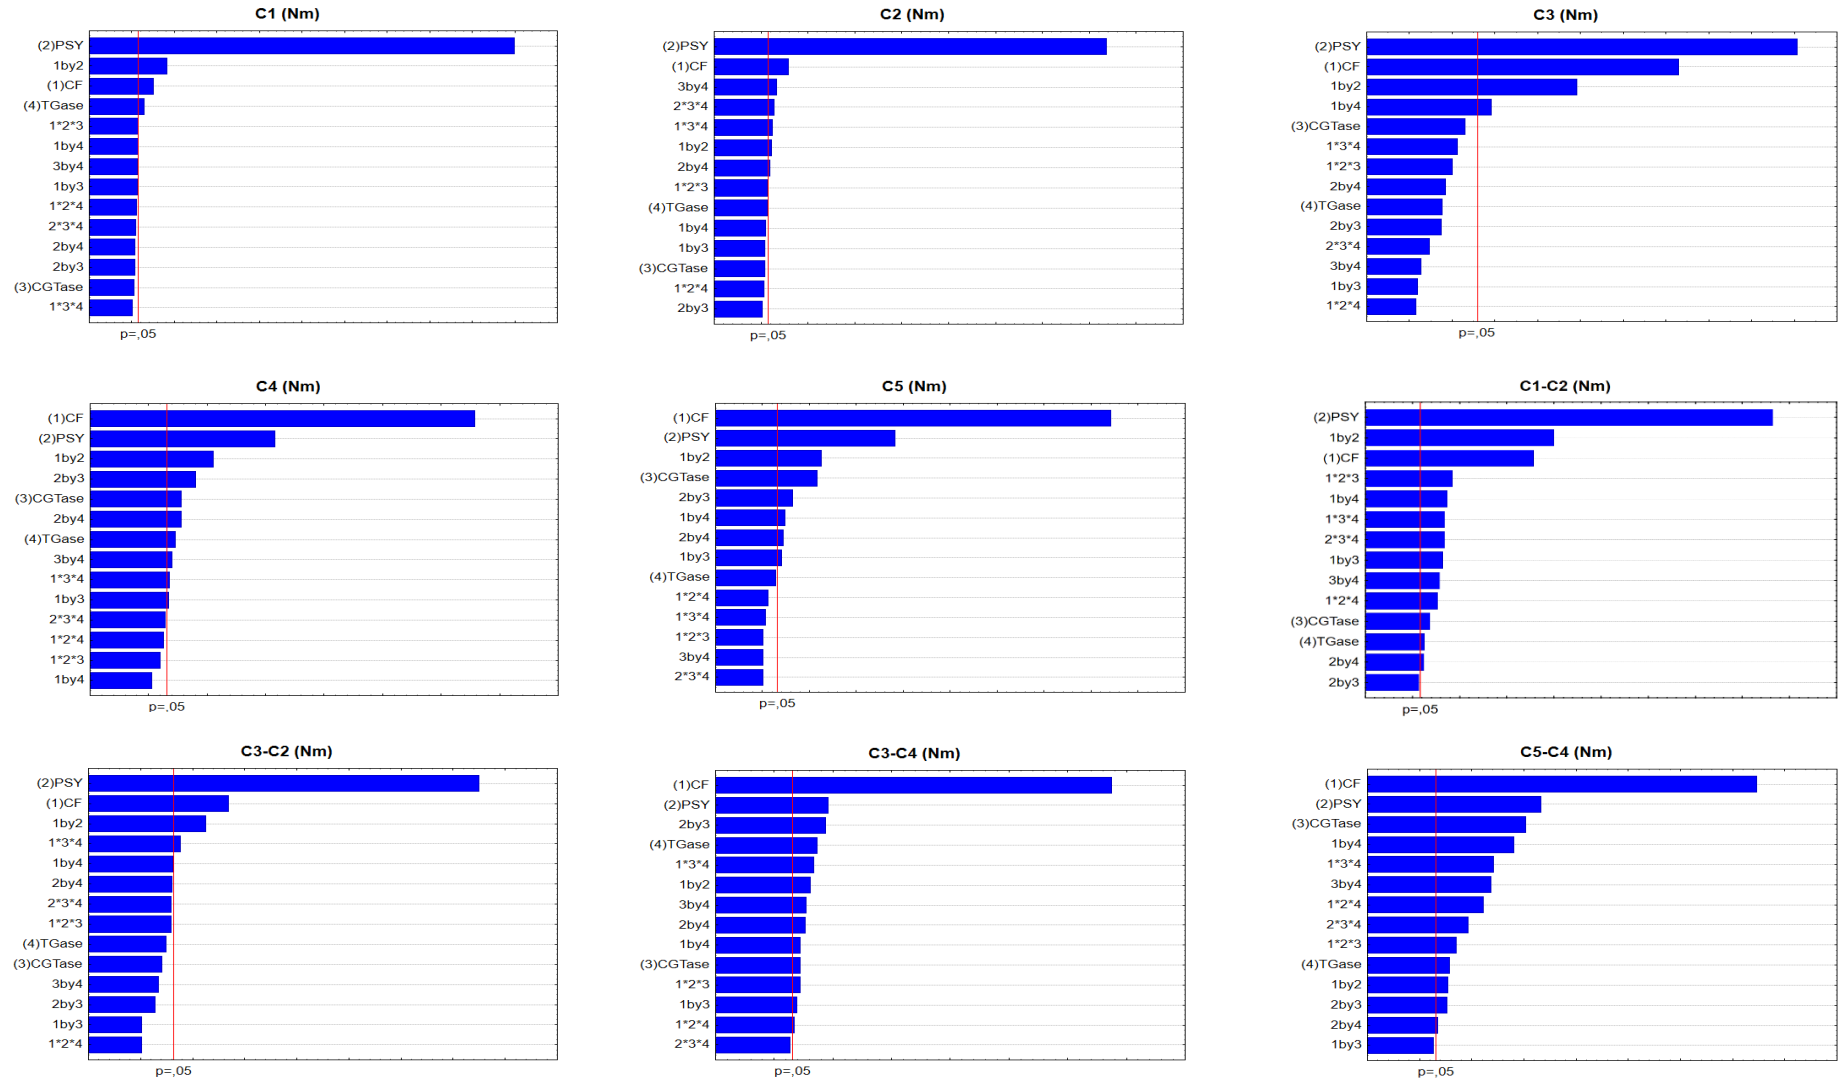 C1 (Nm)
(2)PSY
1by2
(1)CF
(4)TGase
1*2*3
1by4
3by4
1by3
1*2*4
2*3*4
2by4
2by3
(3)CGTase
1*3*4
p=,05
C2 (Nm)
(2)PSY
(1)CF
3by4
2*3*4
1*3*4
1by2
2by4
1*2*3
(4)TGase
1by4
1by3
(3)CGTase
1*2*4
2by3
p=,05
C3 (Nm)
(2)PSY
(1)CF
1by2
1by4
(3)CGTase
1*3*4
1*2*3
2by4
(4)TGase
2by3
2*3*4
3by4
1by3
1*2*4
p=,05
C4 (Nm)
(1)CF
(2)PSY
1by2
2by3
(3)CGTase
2by4
(4)TGase
3by4
1*3*4
1by3
2*3*4
1*2*4
1*2*3
1by4
p=,05
C5 (Nm)
(1)CF
(2)PSY
1by2
(3)CGTase
2by3
1by4
2by4
1by3
(4)TGase
1*2*4
1*3*4
1*2*3
3by4
2*3*4
p=,05
C1-C2 (Nm)
(2)PSY
1by2
(1)CF
1*2*3
1by4
1*3*4
2*3*4
1by3
3by4
1*2*4
(3)CGTase
(4)TGase
2by4
2by3
p=,05
C3-C2 (Nm)
(2)PSY
(1)CF
1by2
1*3*4
1by4
2by4
2*3*4
1*2*3
(4)TGase
(3)CGTase
3by4
2by3
1by3
1*2*4
p=,05
C3-C4 (Nm)
(1)CF
(2)PSY
2by3
(4)TGase
1*3*4
1by2
3by4
2by4
1by4
(3)CGTase
1*2*3
1by3
1*2*4
2*3*4
p=,05
C5-C4 (Nm)
(1)CF
(2)PSY
(3)CGTase
1by4
1*3*4
3by4
1*2*4
2*3*4
1*2*3
(4)TGase
1by2
2by3
2by4
1by3
p=,05